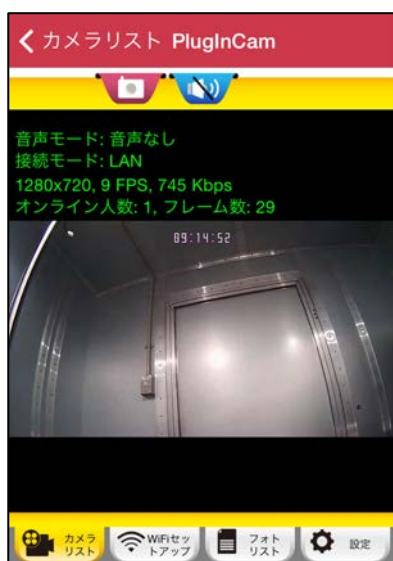 カメラリスト PlugInCam
音声モード: 音声なし
接続モード: LAN
1280x720, 9 FPS, 745 Kbps
オンライン人数: 1, フレーム数: 29
09:14:52
カメラ
リスト
WiFiセッ
トアップ
フォト
リスト
設定